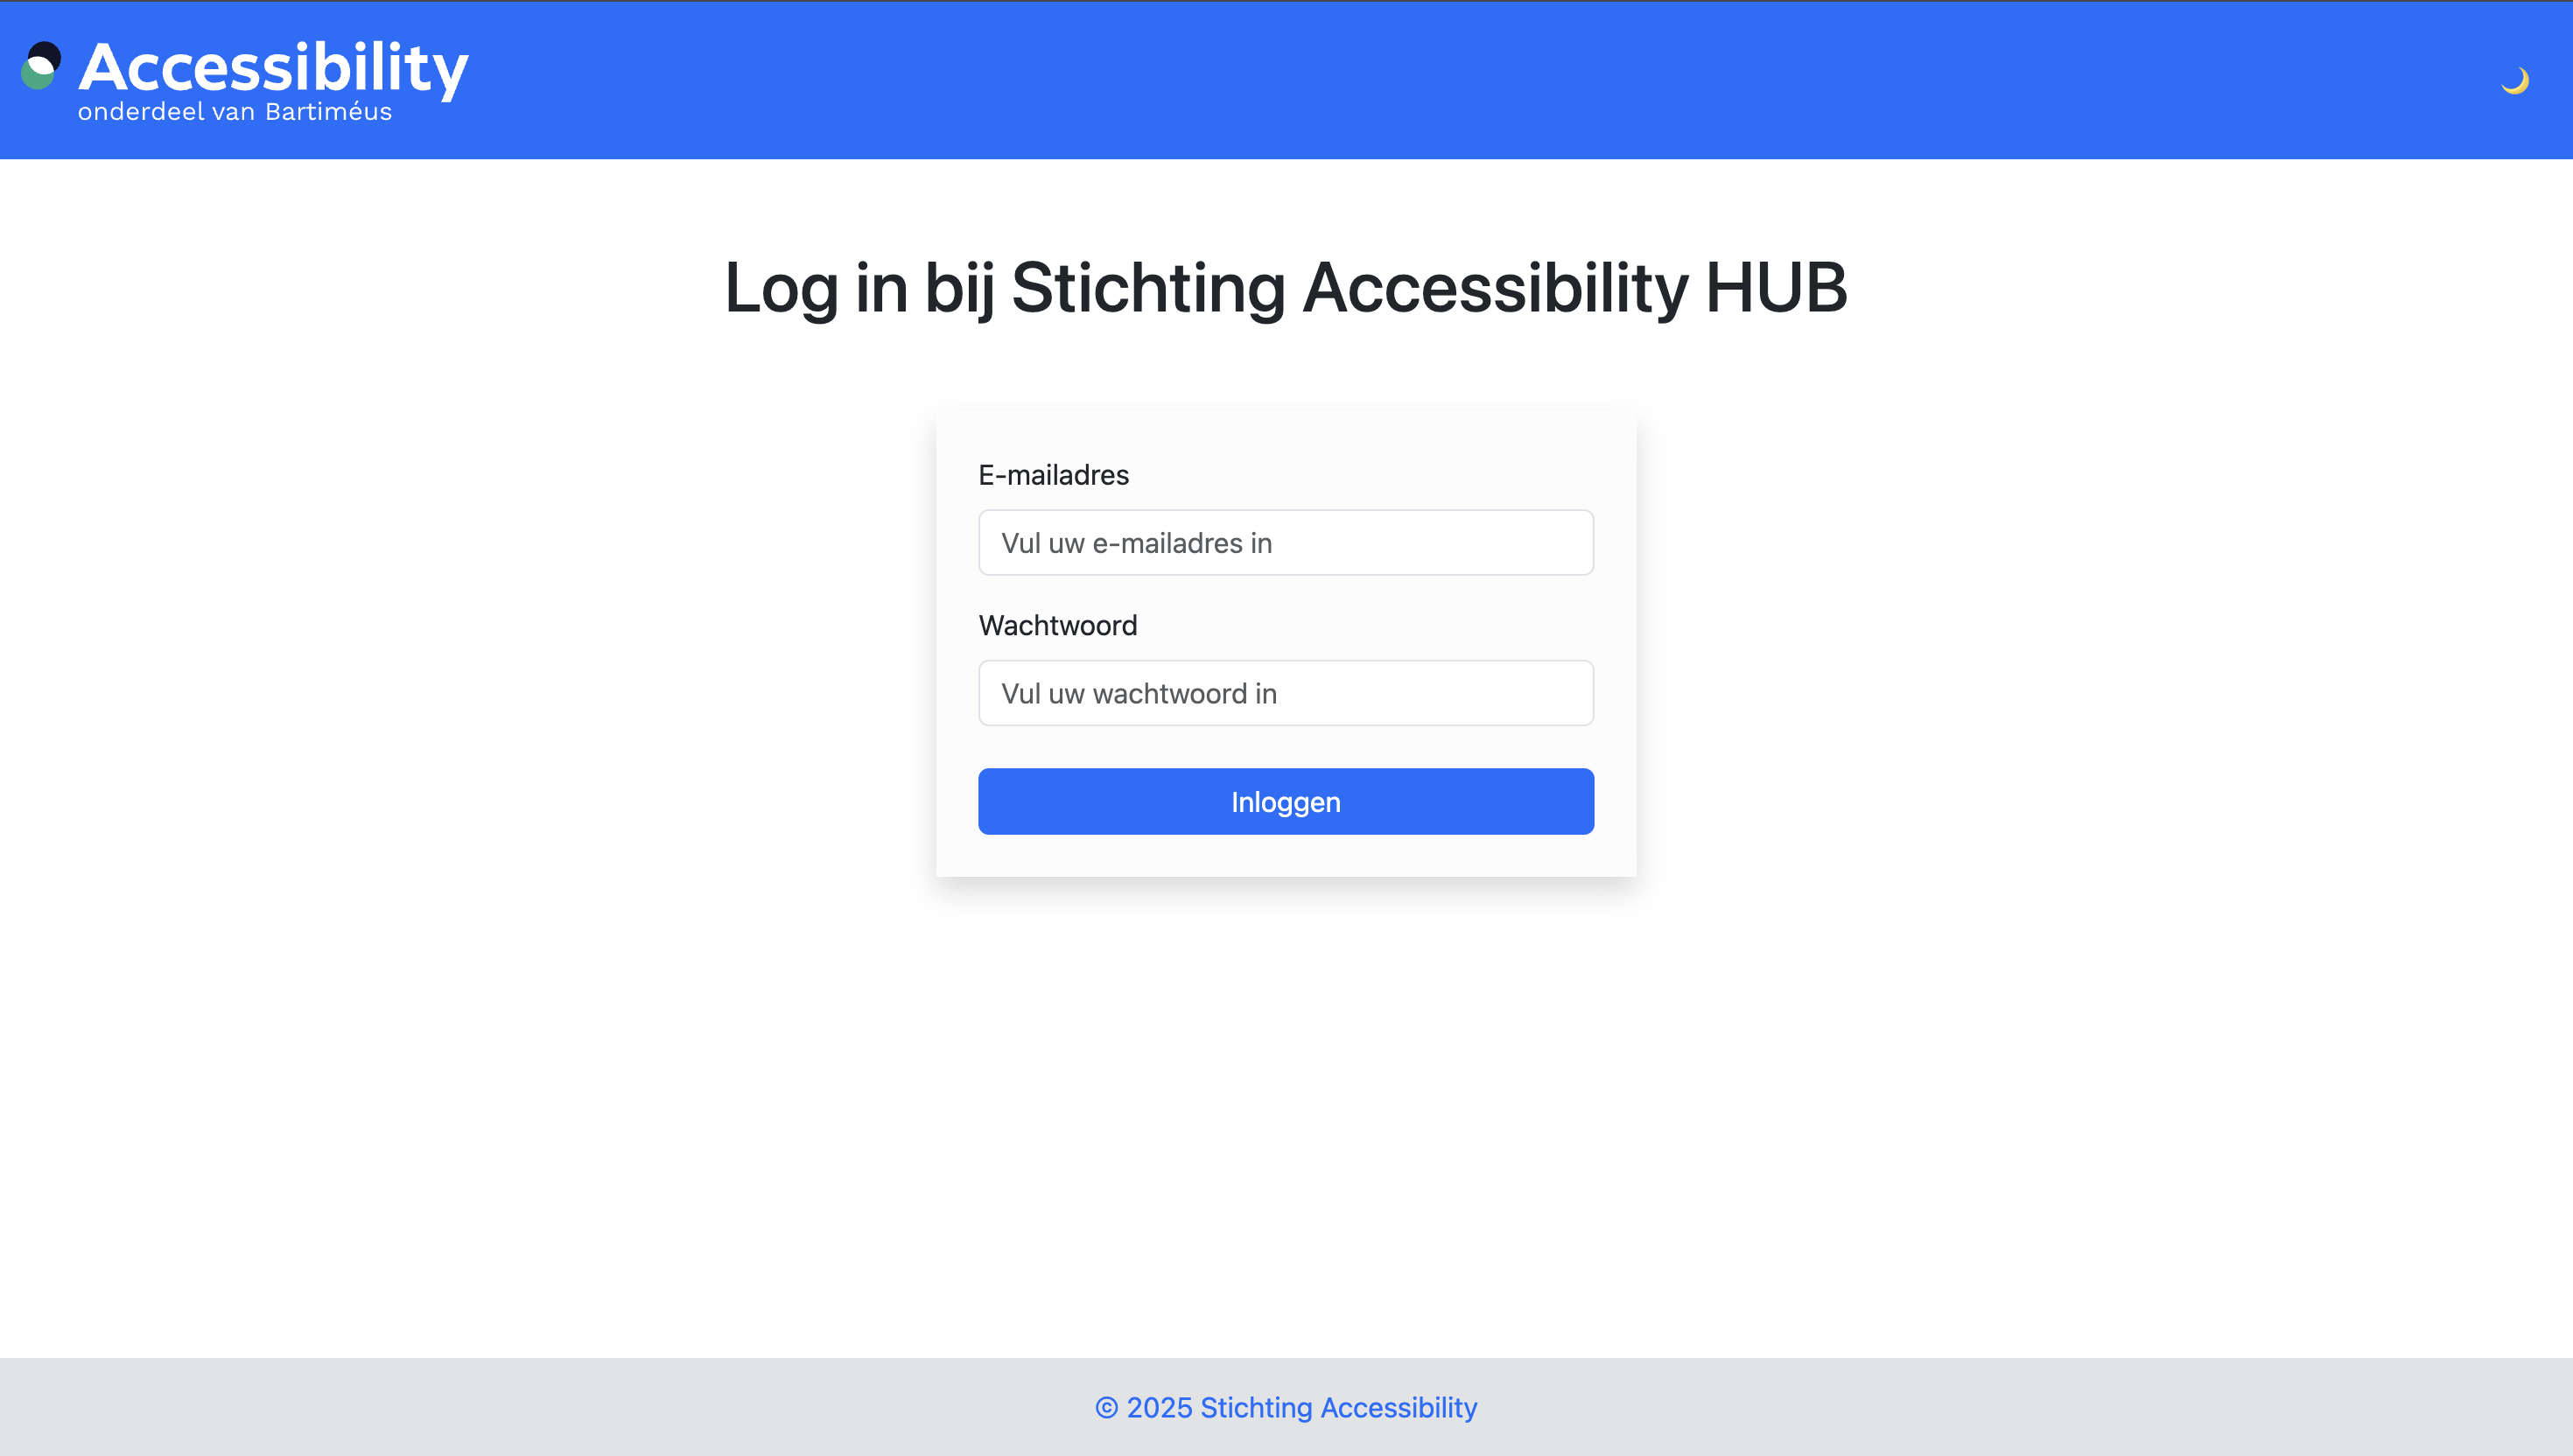 Accessibility
onderdeel van Bartiméus
Log in bij Stichting Accessibility HUB
E-mailadres
Vul uw e-mailadres in
Wachtwoord
Vul uw wachtwoord in
Inloggen
© 2025 Stichting Accessibility